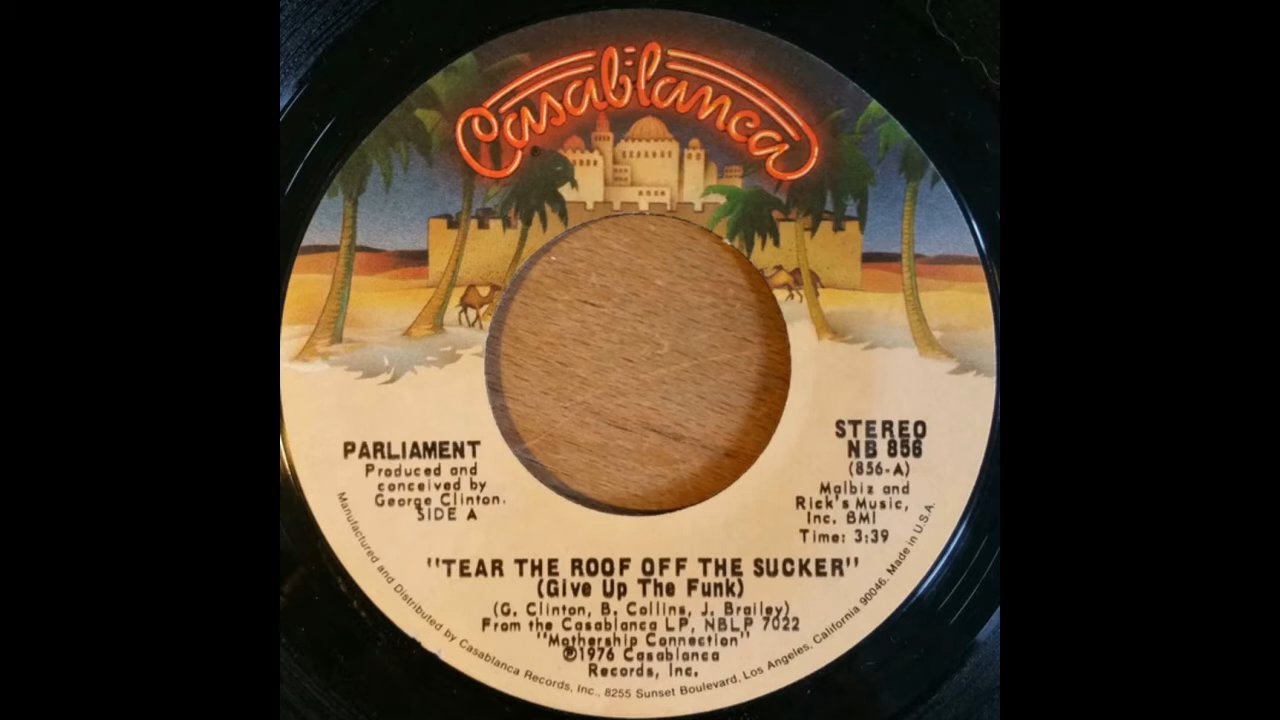 Casablanca
®
PARLIAMENT
Produced and
conceived by
George Clinton.
SIDE A
STEREO
NB 856
(856-A)
Malbiz and
Rick's Music,
Inc. BMI
Time: 3:39
"TEAR THE ROOF OFF THE SUCKER"
(Give Up The Funk)
(G. Clinton, B. Collins, J. Brailey)
From the Casablanca LP, NBLP 7022
"Mothership Connection"
℗1976 Casablanca
Records, Inc.
Manufactured and Distributed by Casablanca Records, Inc., 8255 Sunset Boulevard, Los Angeles, California 90046. Made in U.S.A.